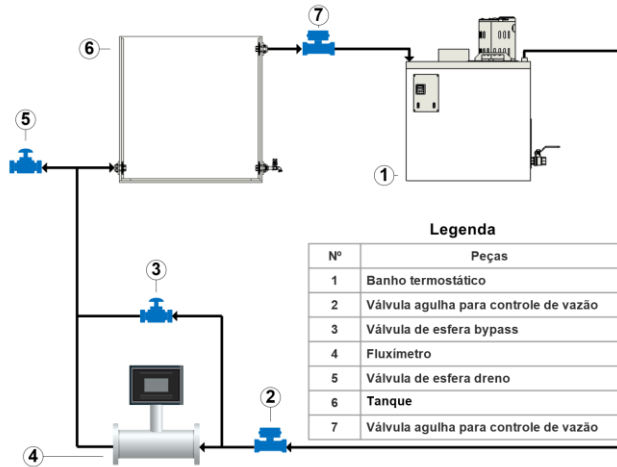 7
6
5
1
3
2
4
Legenda
Nº Peças
1 Banho termostático
2 Válvula agulha para controle de vazão
3 Válvula de esfera bypass
4 Fluxímetro
5 Válvula de esfera dreno
6 Tanque
7 Válvula agulha para controle de vazão